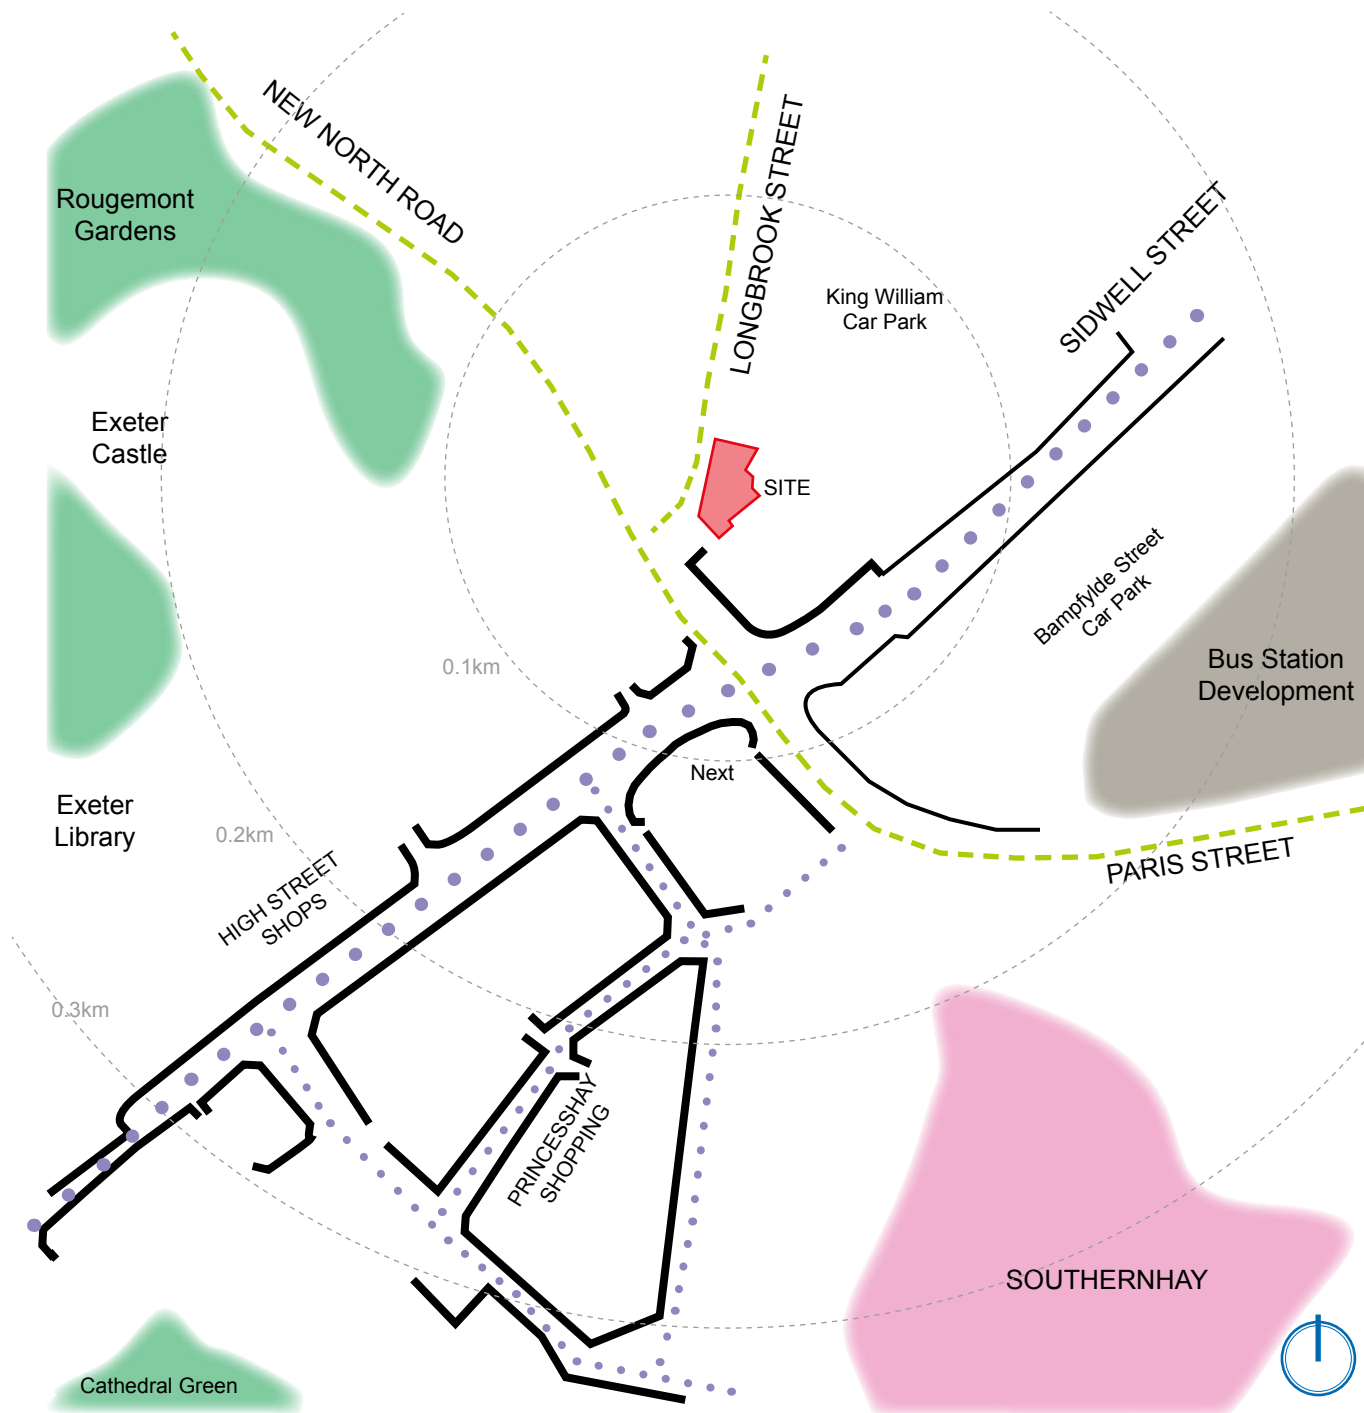 NEW NORTH ROAD
LONGBROOK STREET
SIDWELL STREET
Rougemont
Gardens
King William
Car Park
Exeter
Castle
SITE
Bampfylde Street
Car Park
Bus Station
Development
0.1km
Next
Exeter
Library
0.2km
PARIS STREET
HIGH STREET
SHOPS
0.3km
PRINCESSHAY
SHOPPING
SOUTHERNHAY
Cathedral Green